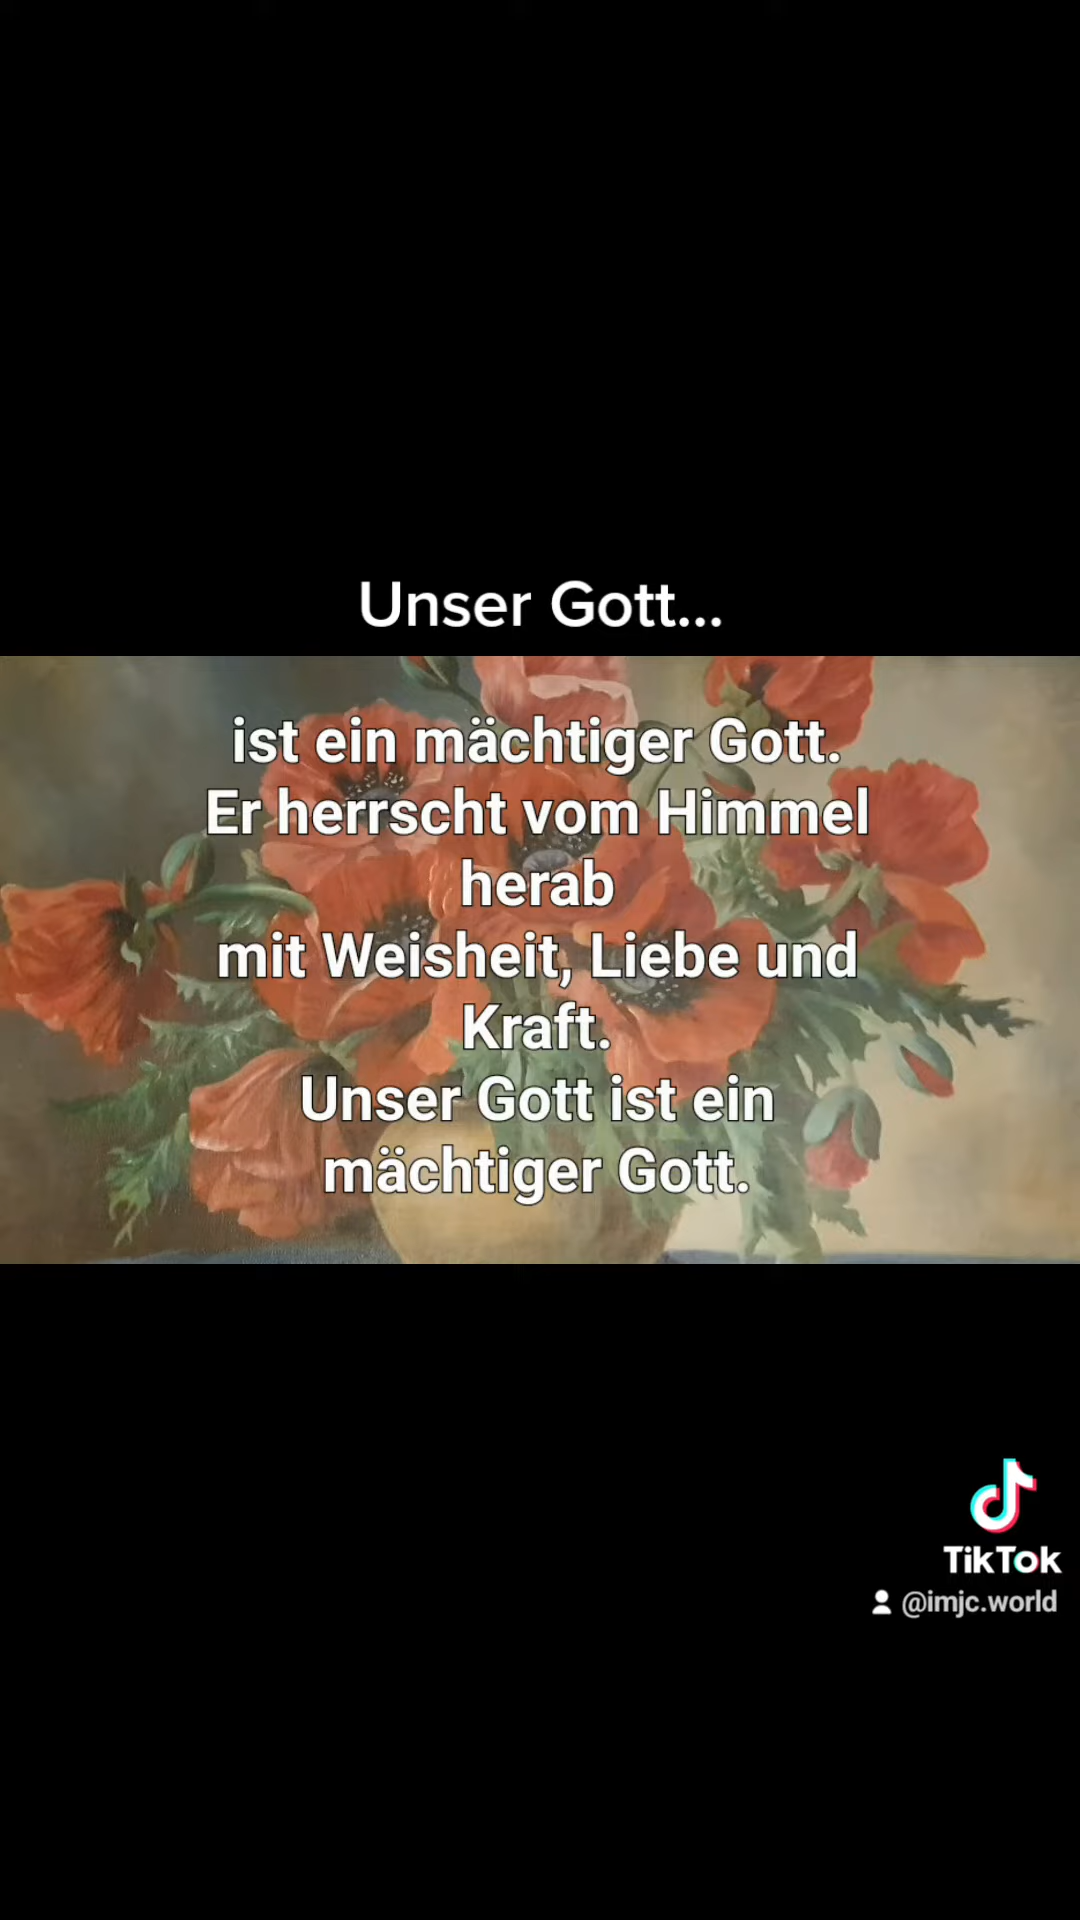 Unser Gott...
ist ein mächtiger Gott.
Er herrscht vom Himmel
herab
mit Weisheit, Liebe und
Kraft.
Unser Gott ist ein
mächtiger Gott.
TikTok
@imjc.world